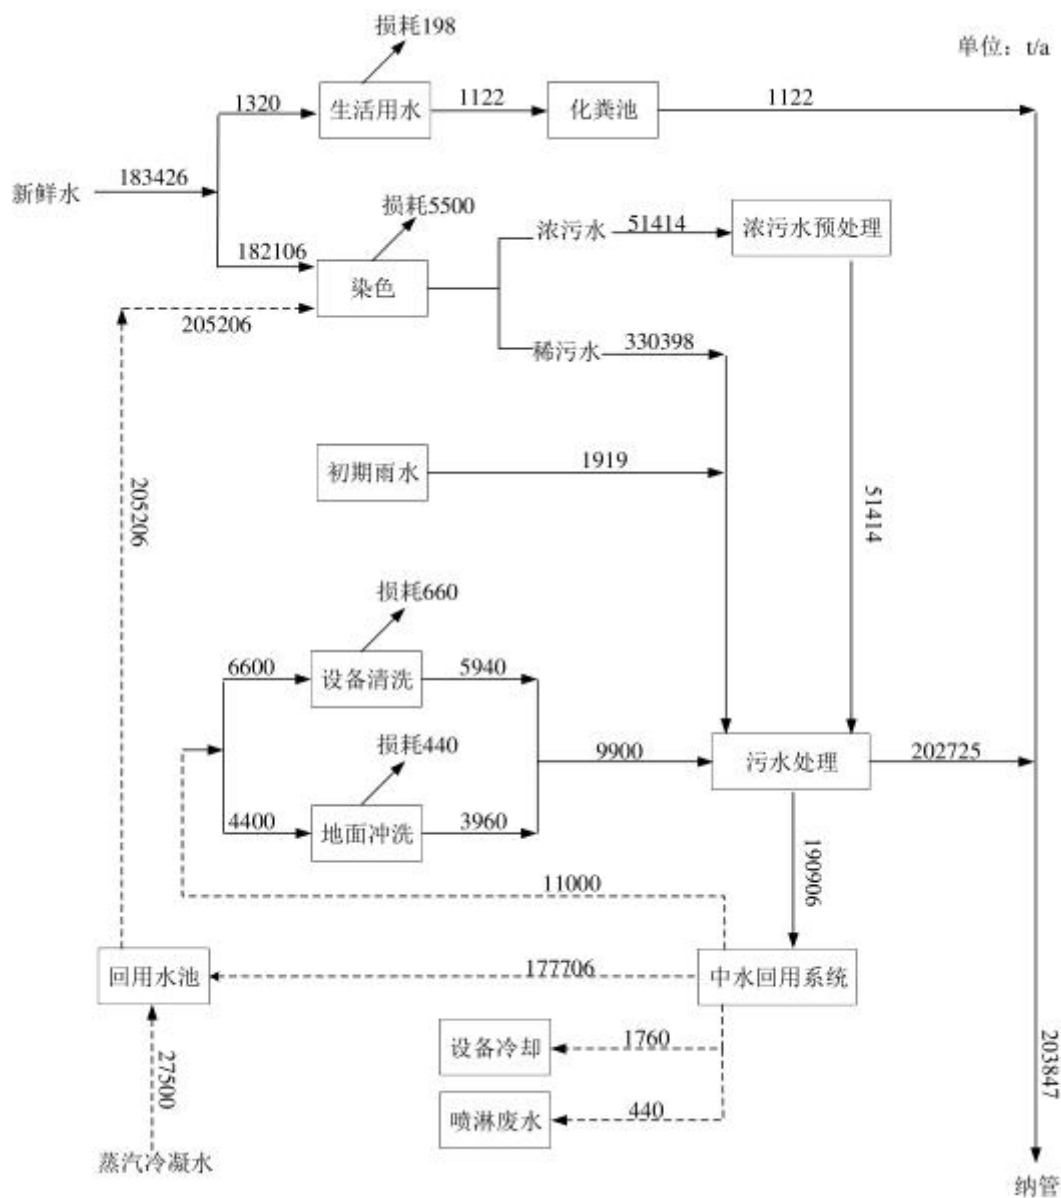 损耗198
单位：t/a
1320
生活用水
1122
化粪池
1122
新鲜水
183426
损耗5500
浓污水
51414
浓污水预处理
182106
染色
205206
稀污水
330398
初期雨水
1919
205206
51414
损耗660
6600
设备清洗
5940
损耗440
9900
污水处理
202725
4400
地面冲洗
3960
190906
11000
回用水池
177706
中水回用系统
设备冷却
1760
27500
203847
喷淋废水
440
蒸汽冷凝水
纳管